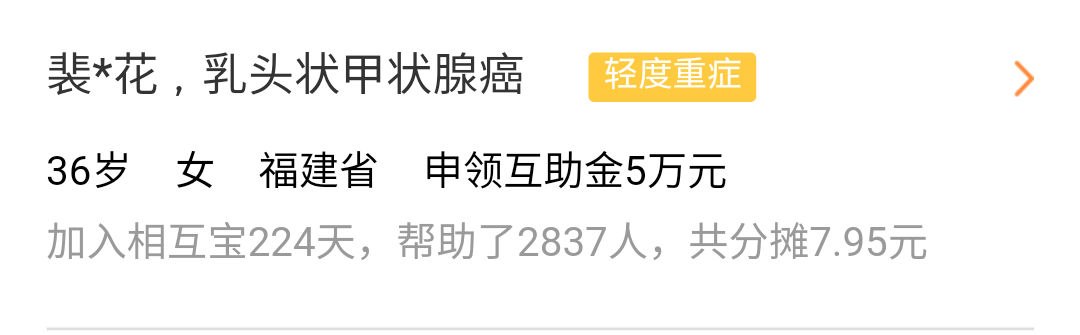 裴*花，乳头状甲状腺癌 轻度重症
36岁 女 福建省 申领互助金5万元
加入相互宝224天，帮助了2837人，共分摊7.95元